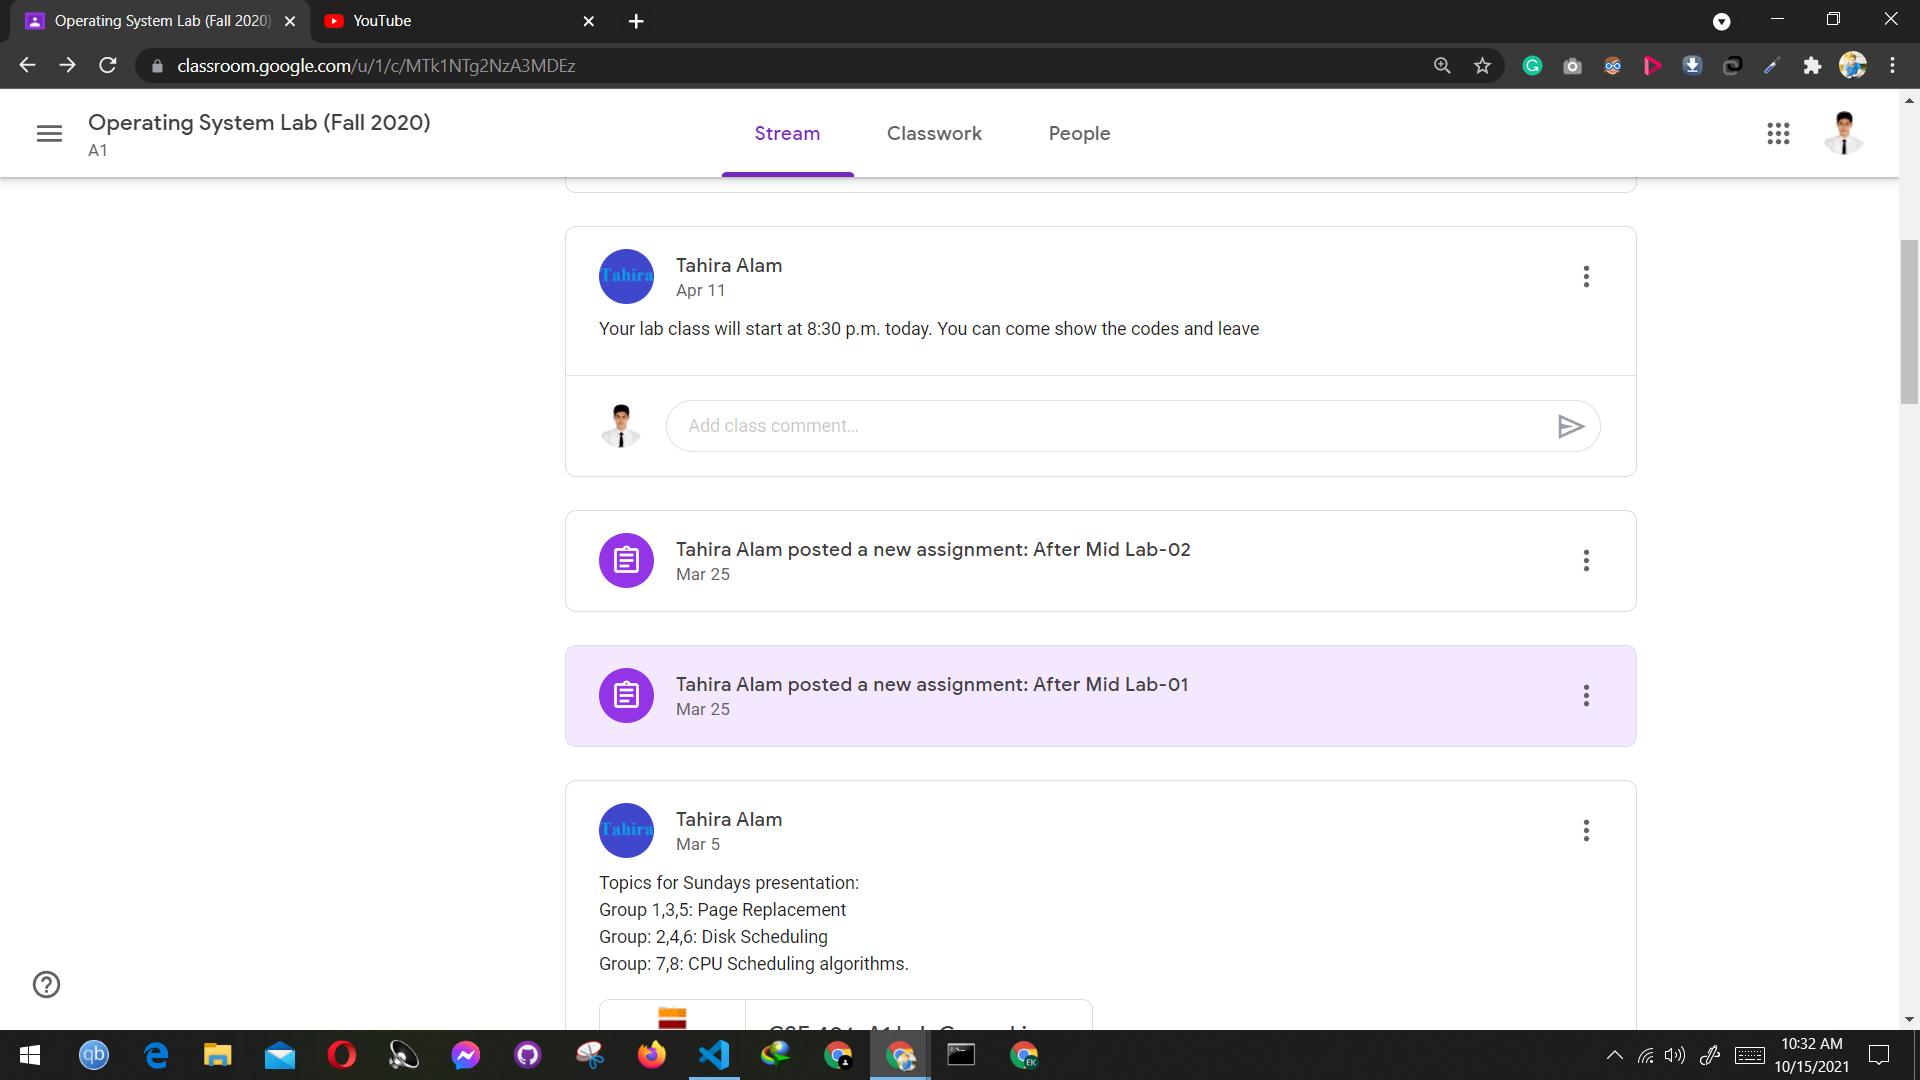 Operating System Lab (Fall 2020)
YouTube
classroom.google.com/u/1/c/MTk1NTg2NzA3MDEz
Operating System Lab (Fall 2020)
A1
Stream
Classwork
People
Tahira
Tahira Alam
Apr 11
Your lab class will start at 8:30 p.m. today. You can come show the codes and leave
Add class comment...
Tahira Alam posted a new assignment: After Mid Lab-02
Mar 25
Tahira Alam posted a new assignment: After Mid Lab-01
Mar 25
Tahira
Tahira Alam
Mar 5
Topics for Sundays presentation:
Group 1,3,5: Page Replacement
Group: 2,4,6: Disk Scheduling
Group: 7,8: CPU Scheduling algorithms.
qb
EK
10:32 AM
10/15/2021